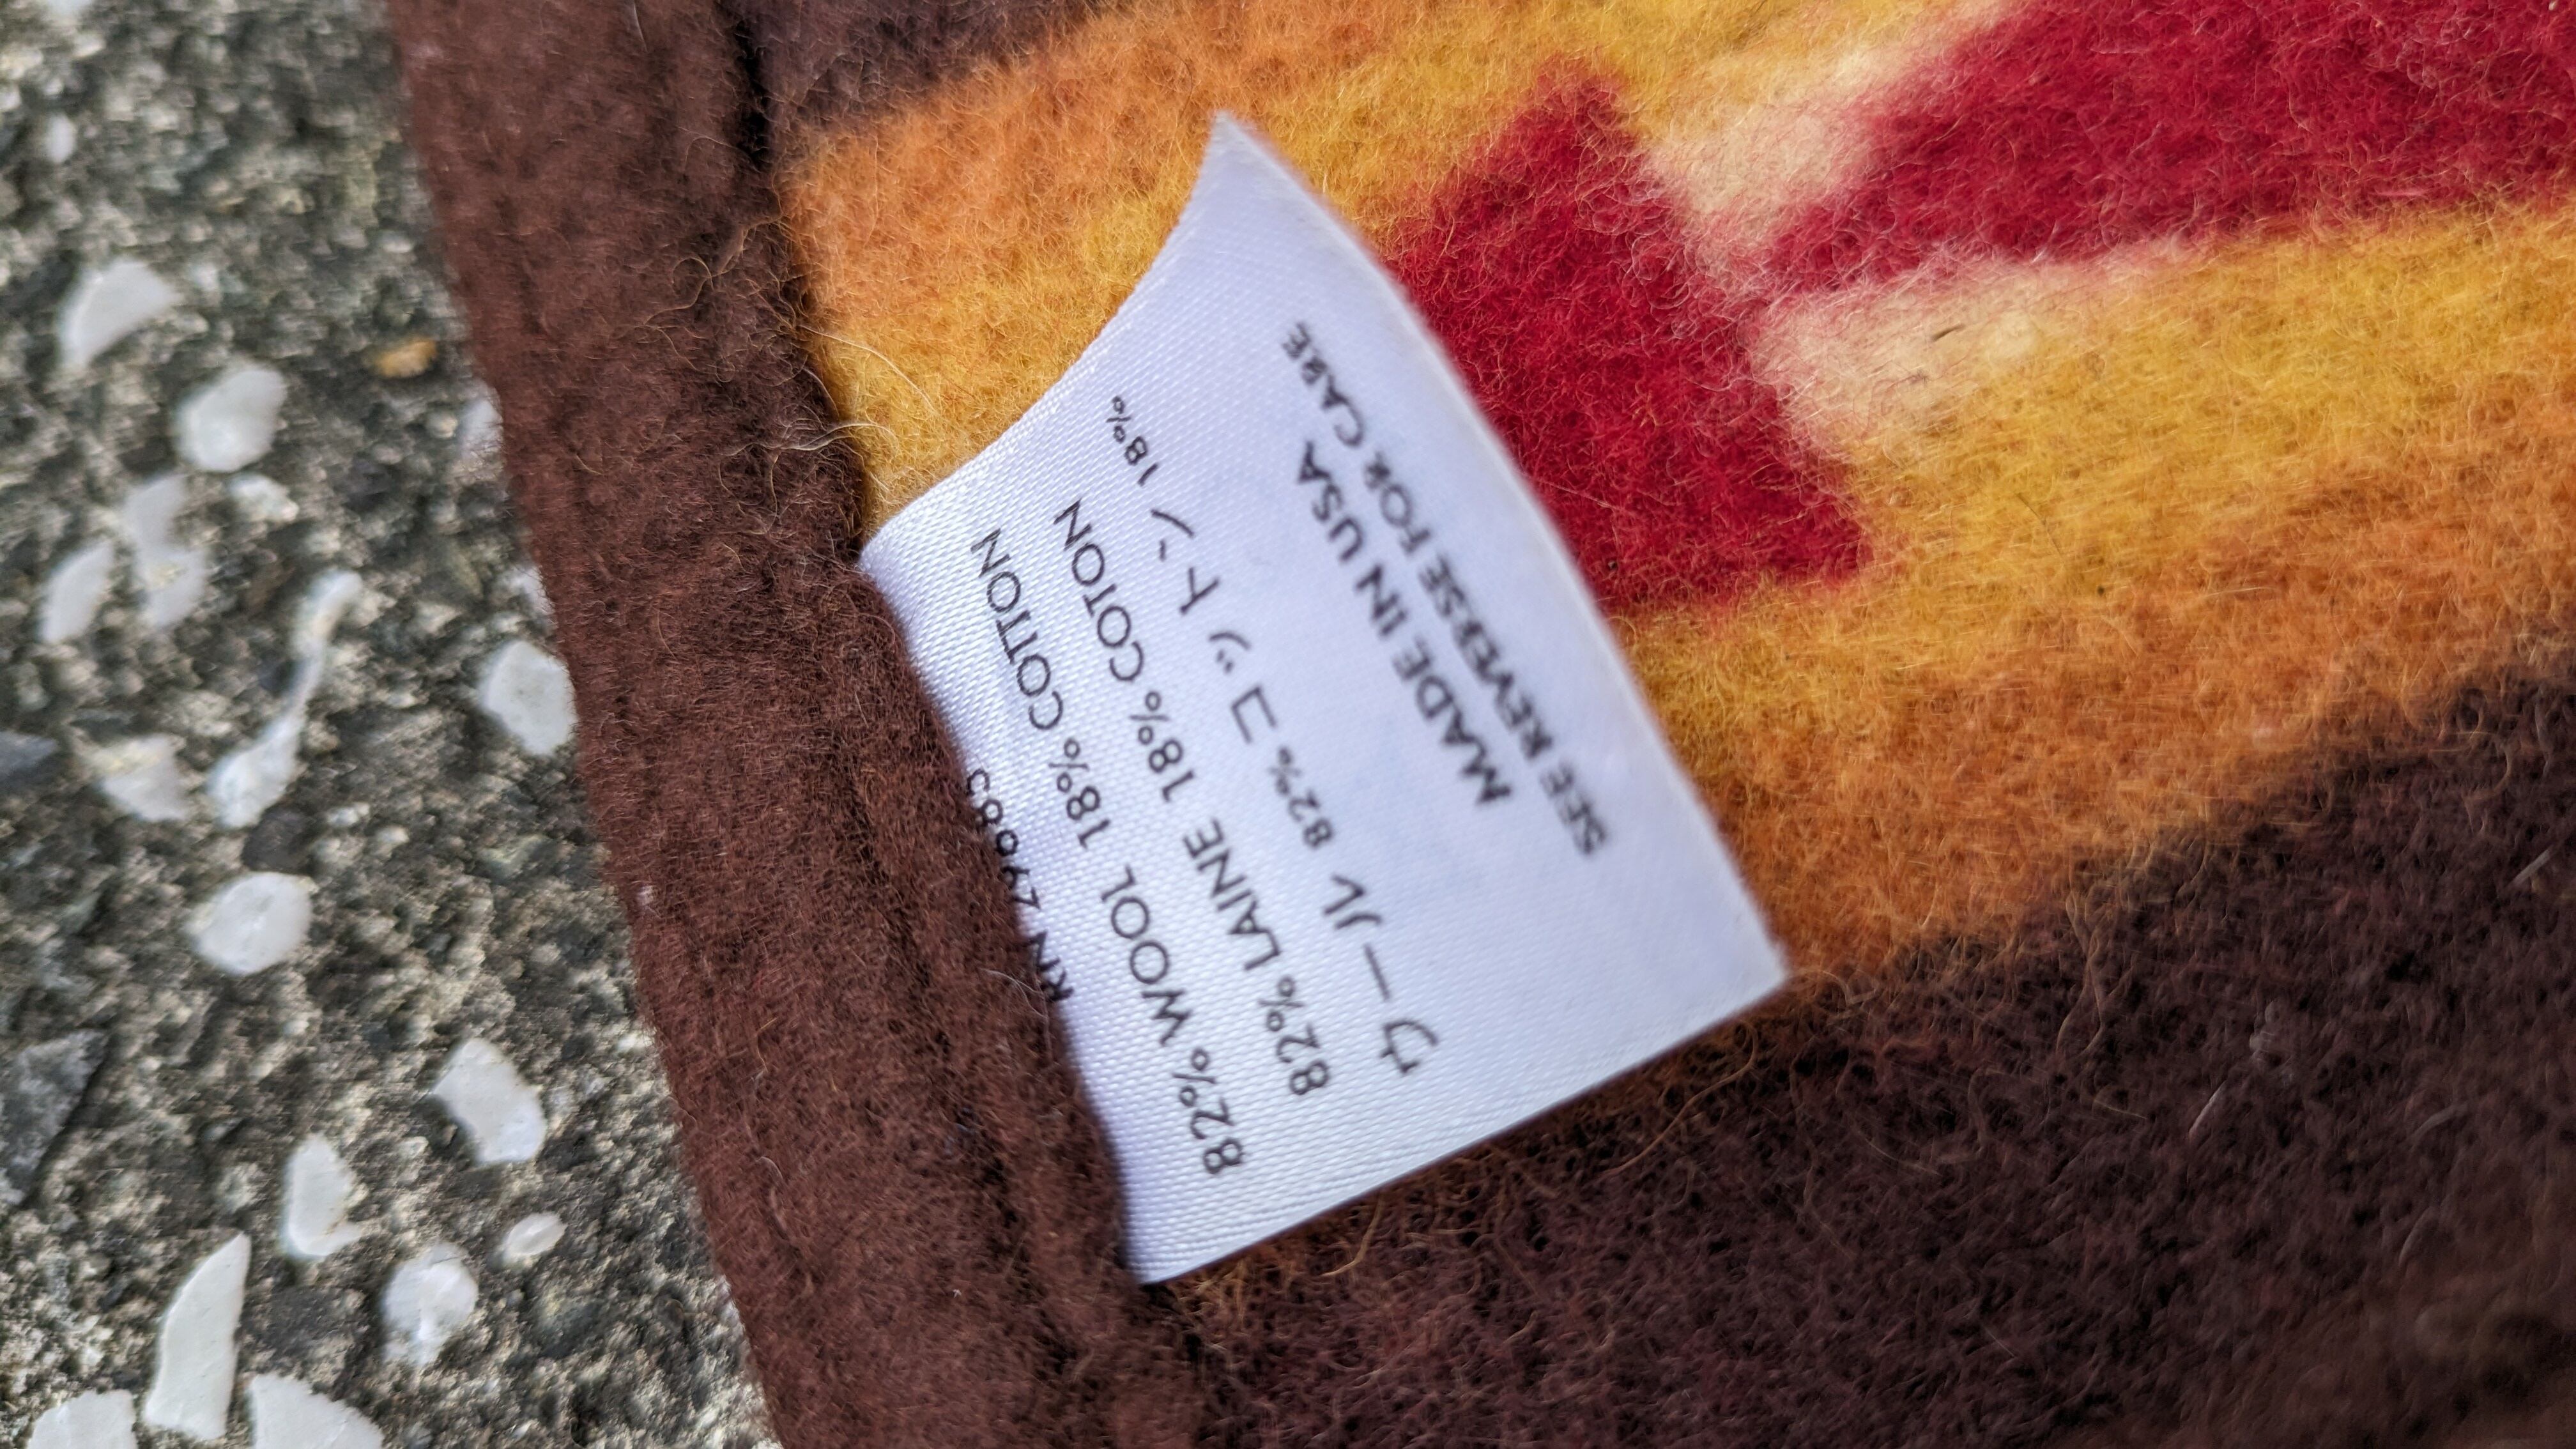 RN 29685
82% WOOL 18% COTTON
82% LAINE 18% COTON
ウール 82% コットン 18%
MADE IN USA
SEE REVERSE FOR CARE